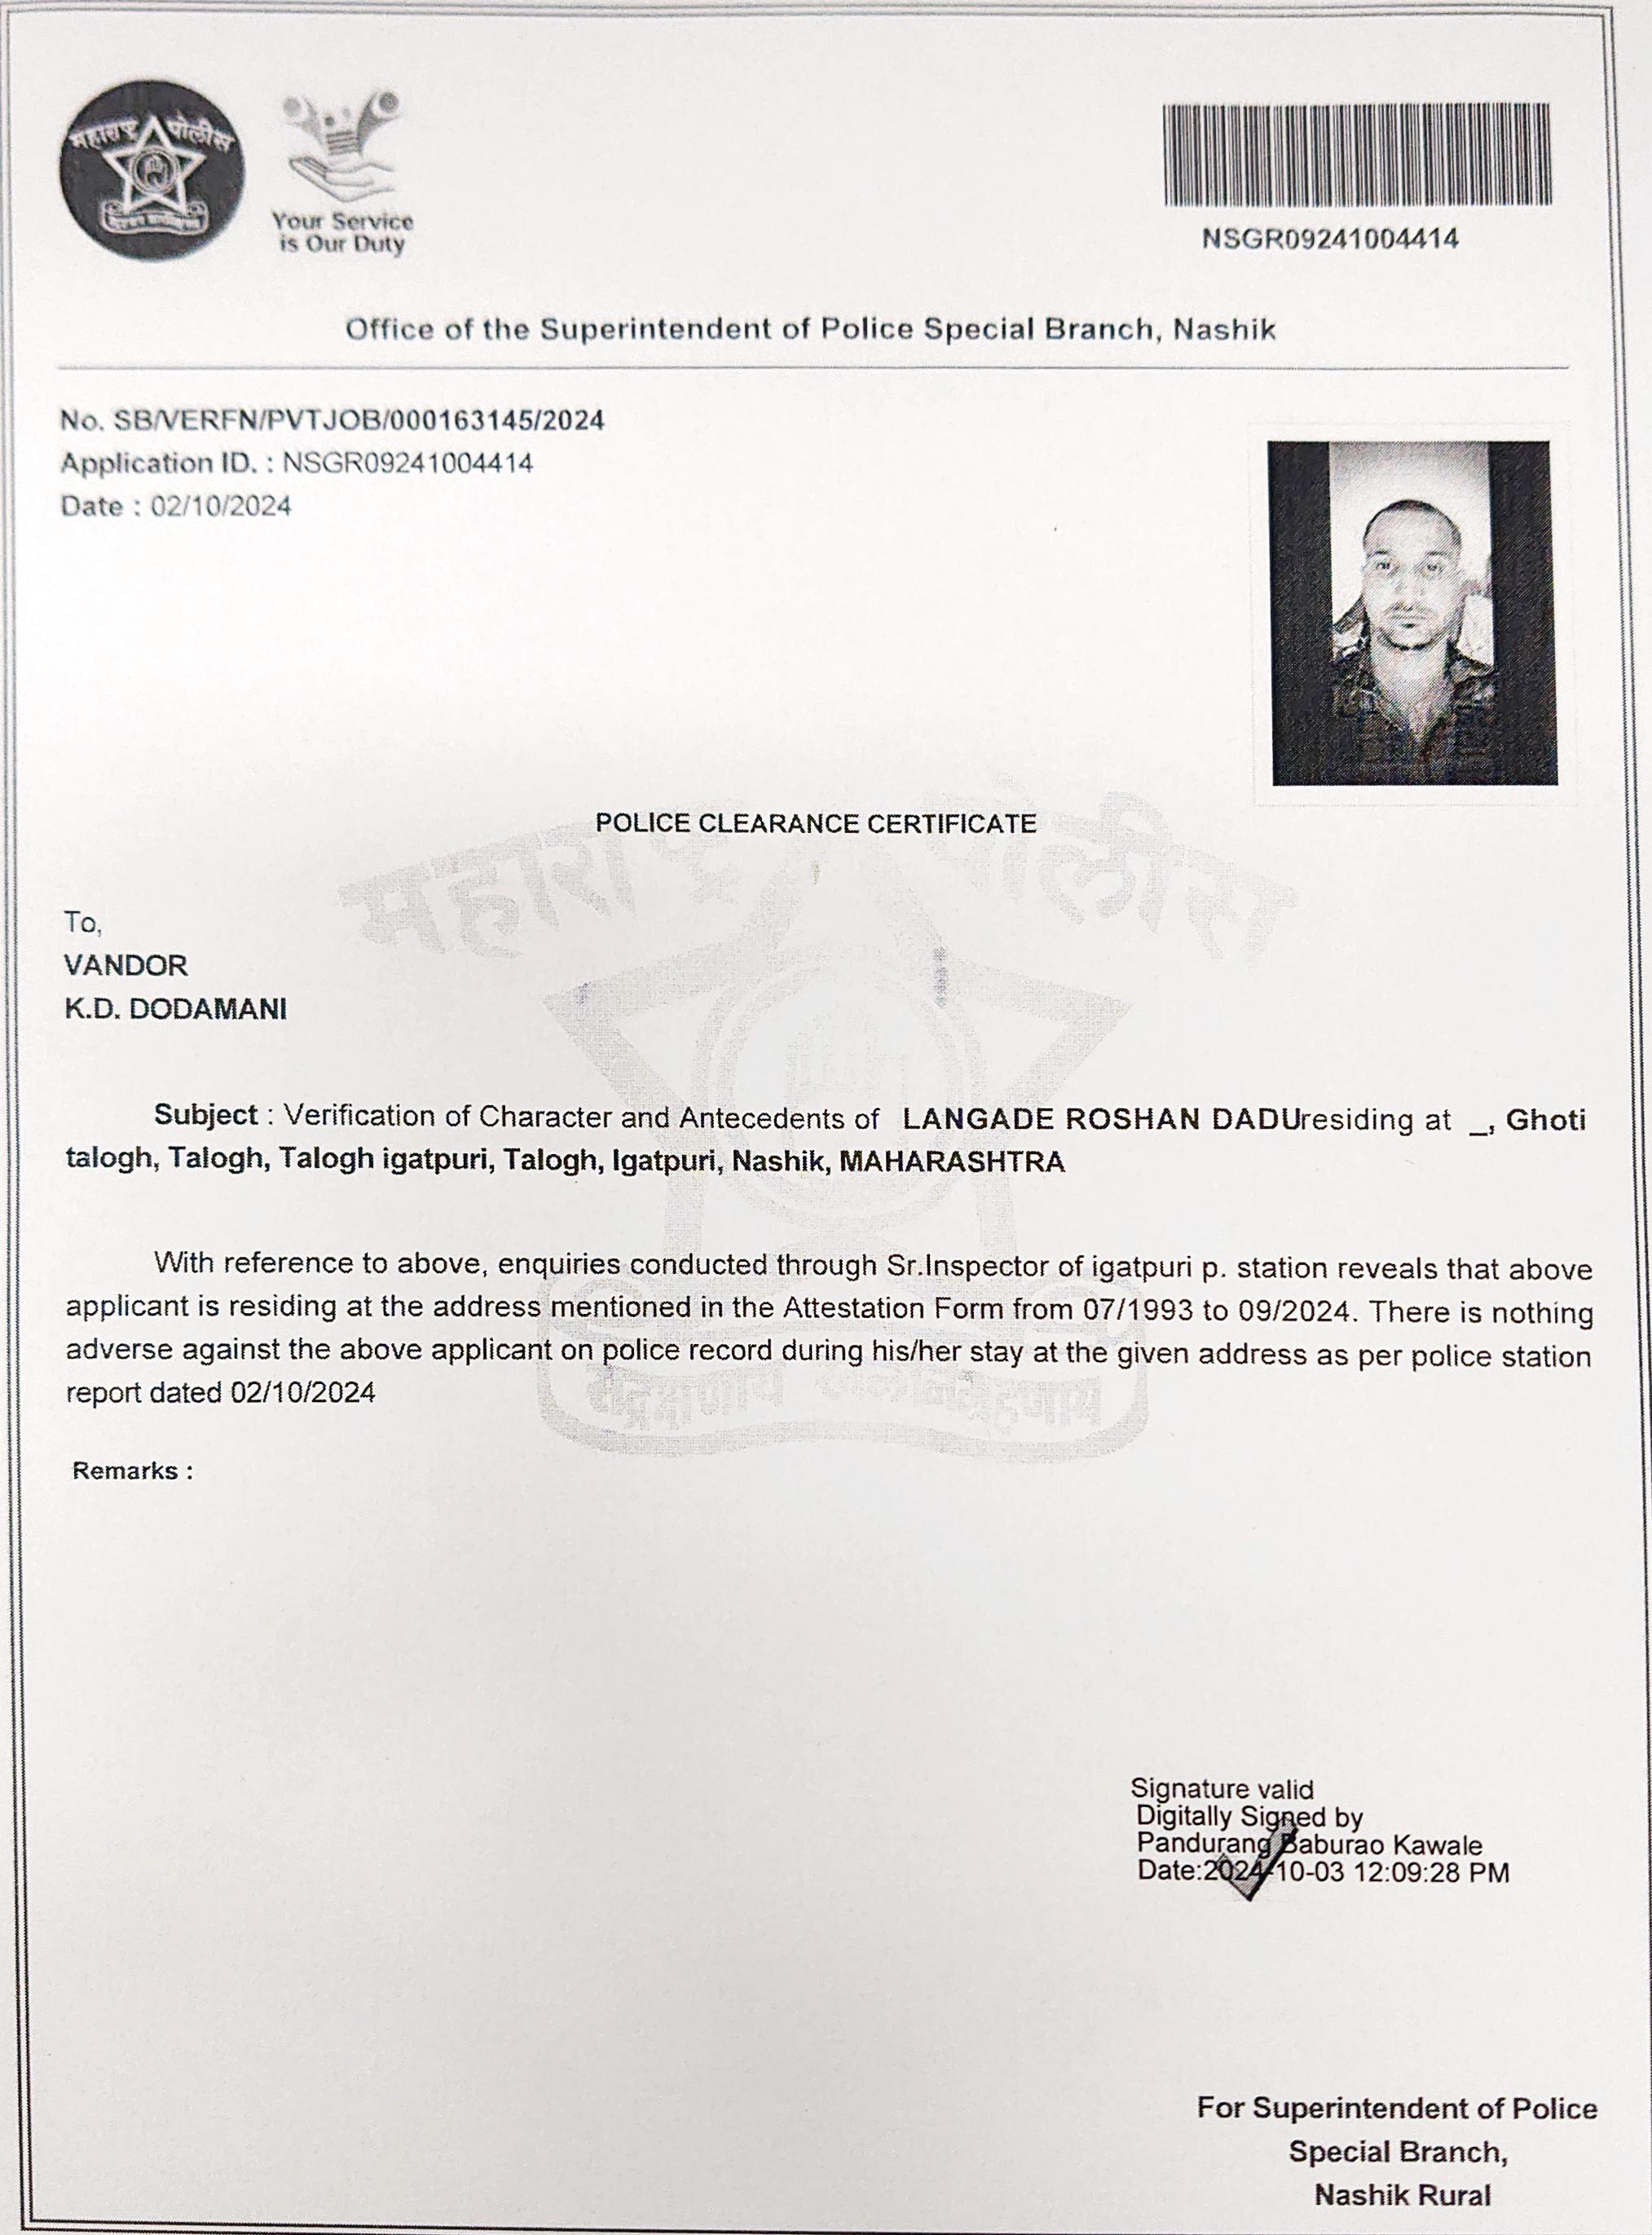 महाराष्ट्र पोलीस
Your Service
is Our Duty
NSGR09241004414
Office of the Superintendent of Police Special Branch, Nashik
No. SB/VERFN/PVTJOB/000163145/2024
Application ID. : NSGR09241004414
Date : 02/10/2024
POLICE CLEARANCE CERTIFICATE
महाराष्ट्र पोलीस
To,
VANDOR
K.D. DODAMANI
Subject : Verification of Character and Antecedents of LANGADE ROSHAN DADUresiding at _, Ghoti
talogh, Talogh, Talogh igatpuri, Talogh, Igatpuri, Nashik, MAHARASHTRA
With reference to above, enquiries conducted through Sr.Inspector of igatpuri p. station reveals that above
applicant is residing at the address mentioned in the Attestation Form from 07/1993 to 09/2024. There is nothing
adverse against the above applicant on police record during his/her stay at the given address as per police station
report dated 02/10/2024
Remarks :
Signature valid
Digitally Signed by
Pandurang Baburao Kawale
Date:2024-10-03 12:09:28 PM
For Superintendent of Police
Special Branch,
Nashik Rural